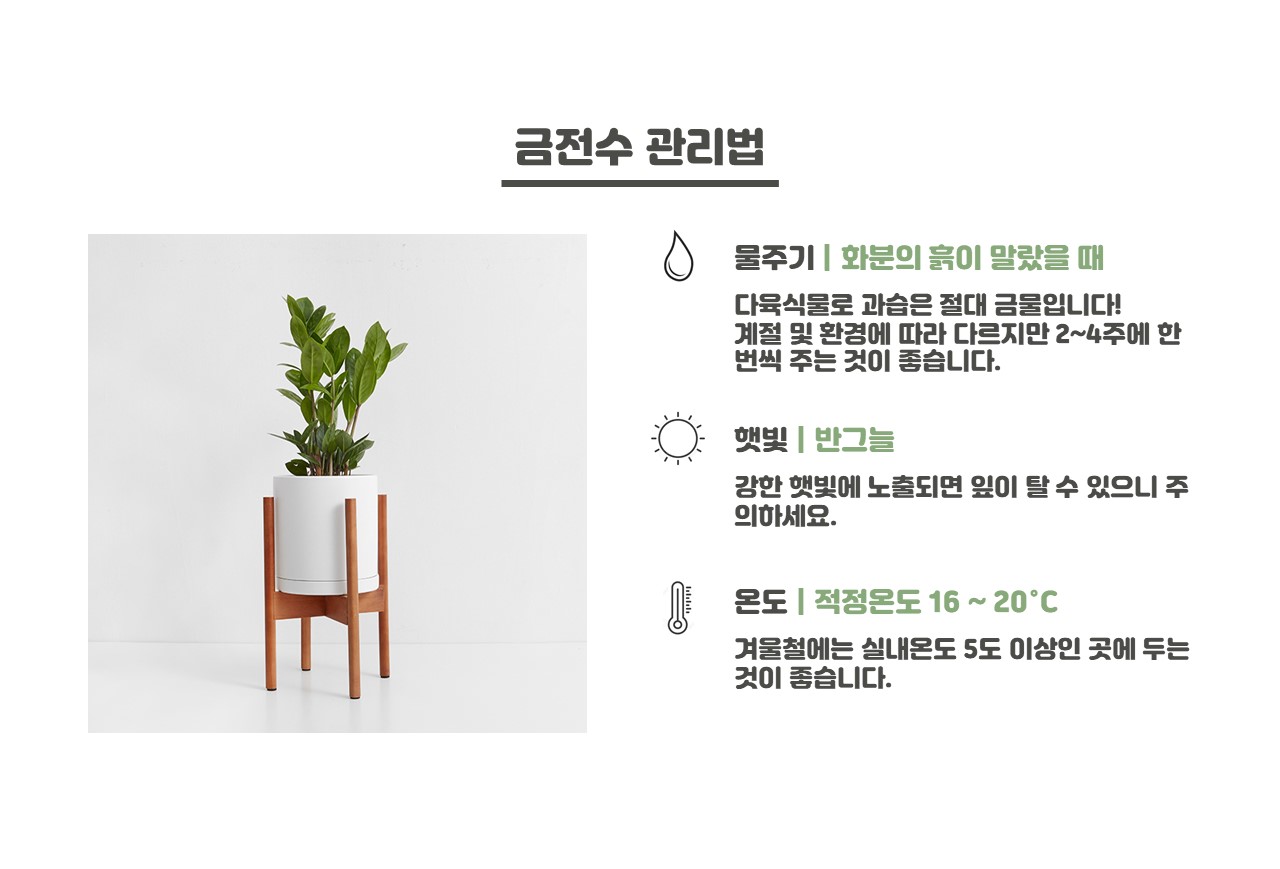 금전수 관리법
물주기 | 화분의 흙이 말랐을 때
다육식물로 과습은 절대 금물입니다!
계절 및 환경에 따라 다르지만 2~4주에 한
번씩 주는 것이 좋습니다.
햇빛 | 반그늘
강한 햇빛에 노출되면 잎이 탈 수 있으니 주
의하세요.
온도 | 적정온도 16 ~ 20°C
겨울철에는 실내온도 5도 이상인 곳에 두는
것이 좋습니다.